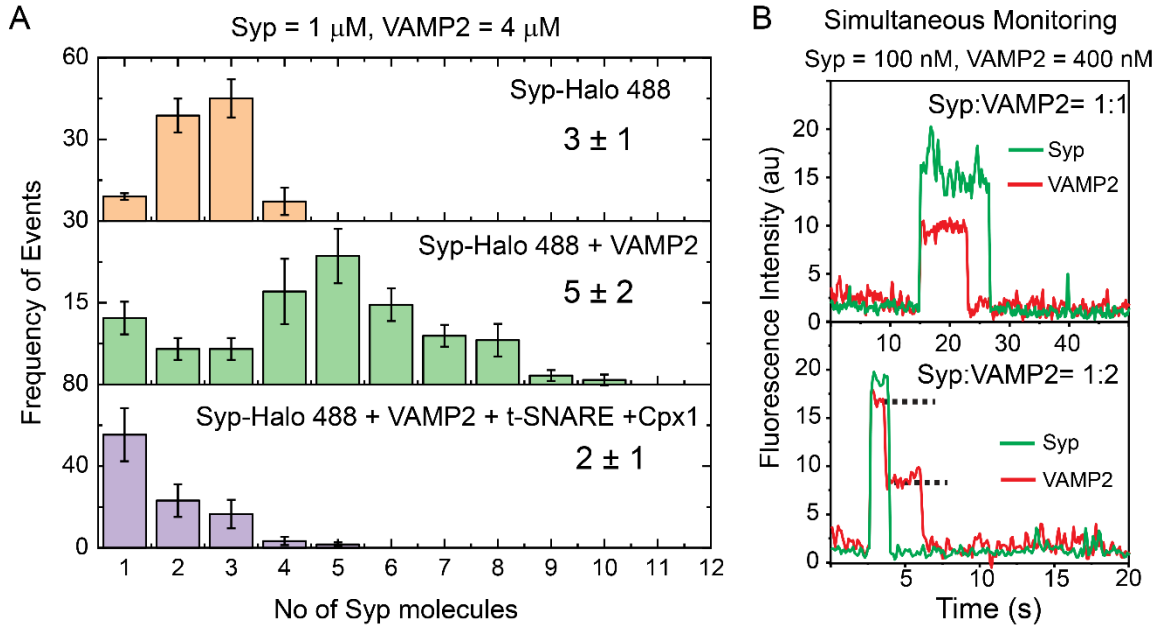 A
Syp = 1 μM, VAMP2 = 4 μM
Frequency of Events
60
30
30
15
80
40
0
Syp-Halo 488
3 ± 1
Syp-Halo 488 + VAMP2
5 ± 2
Syp-Halo 488 + VAMP2 + t-SNARE +Cpx1
2 ± 1
1 2 3 4 5 6 7 8 9 10 11 12
No of Syp molecules
B
Simultaneous Monitoring
Syp = 100 nM, VAMP2 = 400 nM
Fluorescence Intensity (au)
Syp:VAMP2= 1:1
Syp
VAMP2
20
15
10
5
0
10 20 30 40
Syp:VAMP2= 1:2
Syp
VAMP2
20
15
10
5
0
5 10 15 20
Time (s)